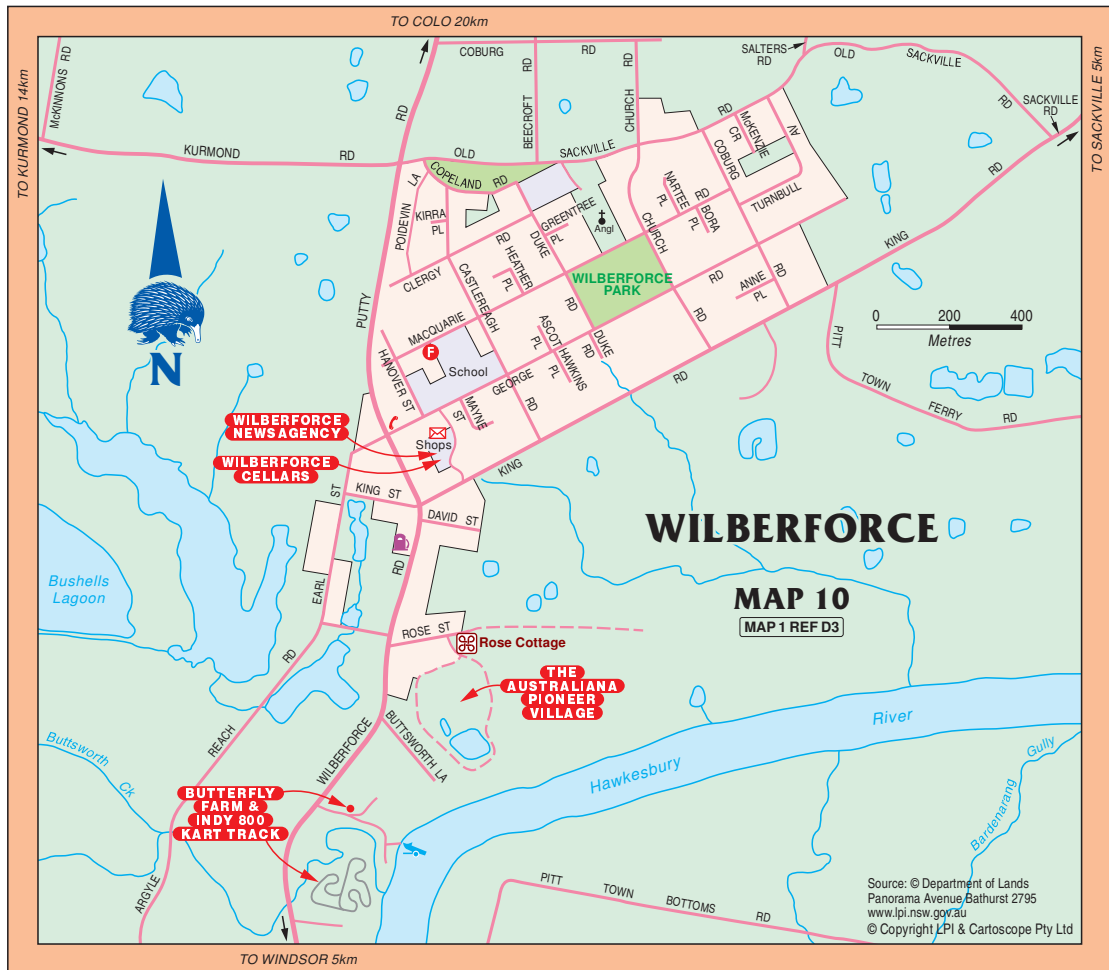 TO COLO 20km
TO KURMOND 14km
TO SACKVILLE 5km
McKINNONS RD
COBURG RD
BEECROFT RD
CHURCH RD
SALTERS RD
OLD SACKVILLE RD
SACKVILLE RD
KURMOND RD
PUTTY RD
OLD SACKVILLE RD
COPELAND RD
POIDEVIN LA
KIRRA PL
CLERGY RD
CASTLEREAGH RD
HEATHER PL
DUKE RD
GREENTREE PL
Angl
CHURCH RD
NARTEE PL
BORA PL
RD
COBURG RD
McKENZIE CR
AV
TURNBULL
KING RD
WILBERFORCE
PARK
ANNE PL
RD
PITT TOWN FERRY RD
0 200 400
Metres
N
MACQUARIE RD
HANOVER ST
F
School
GEORGE RD
ASCOT PL
HAWKINS PL
DUKE RD
MAYNE ST
KING RD
WILBERFORCE
NEWSAGENCY
Shops
WILBERFORCE
CELLARS
KING ST
DAVID ST
EARL ST
RD
WILBERFORCE
MAP 10
MAP 1 REF D3
Bushells
Lagoon
ROSE ST
Rose Cottage
THE
AUSTRALIANA
PIONEER
VILLAGE
BUTTSWORTH LA
WILBERFORCE
ARGYLE REACH RD
Buttsworth Ck
Hawkesbury River
Bardenarang Gully
BUTTERFLY
FARM &
INDY 800
KART TRACK
PITT TOWN BOTTOMS RD
Source: © Department of Lands
Panorama Avenue Bathurst 2795
www.lpi.nsw.gov.au
© Copyright LPI & Cartoscope Pty Ltd
TO WINDSOR 5km